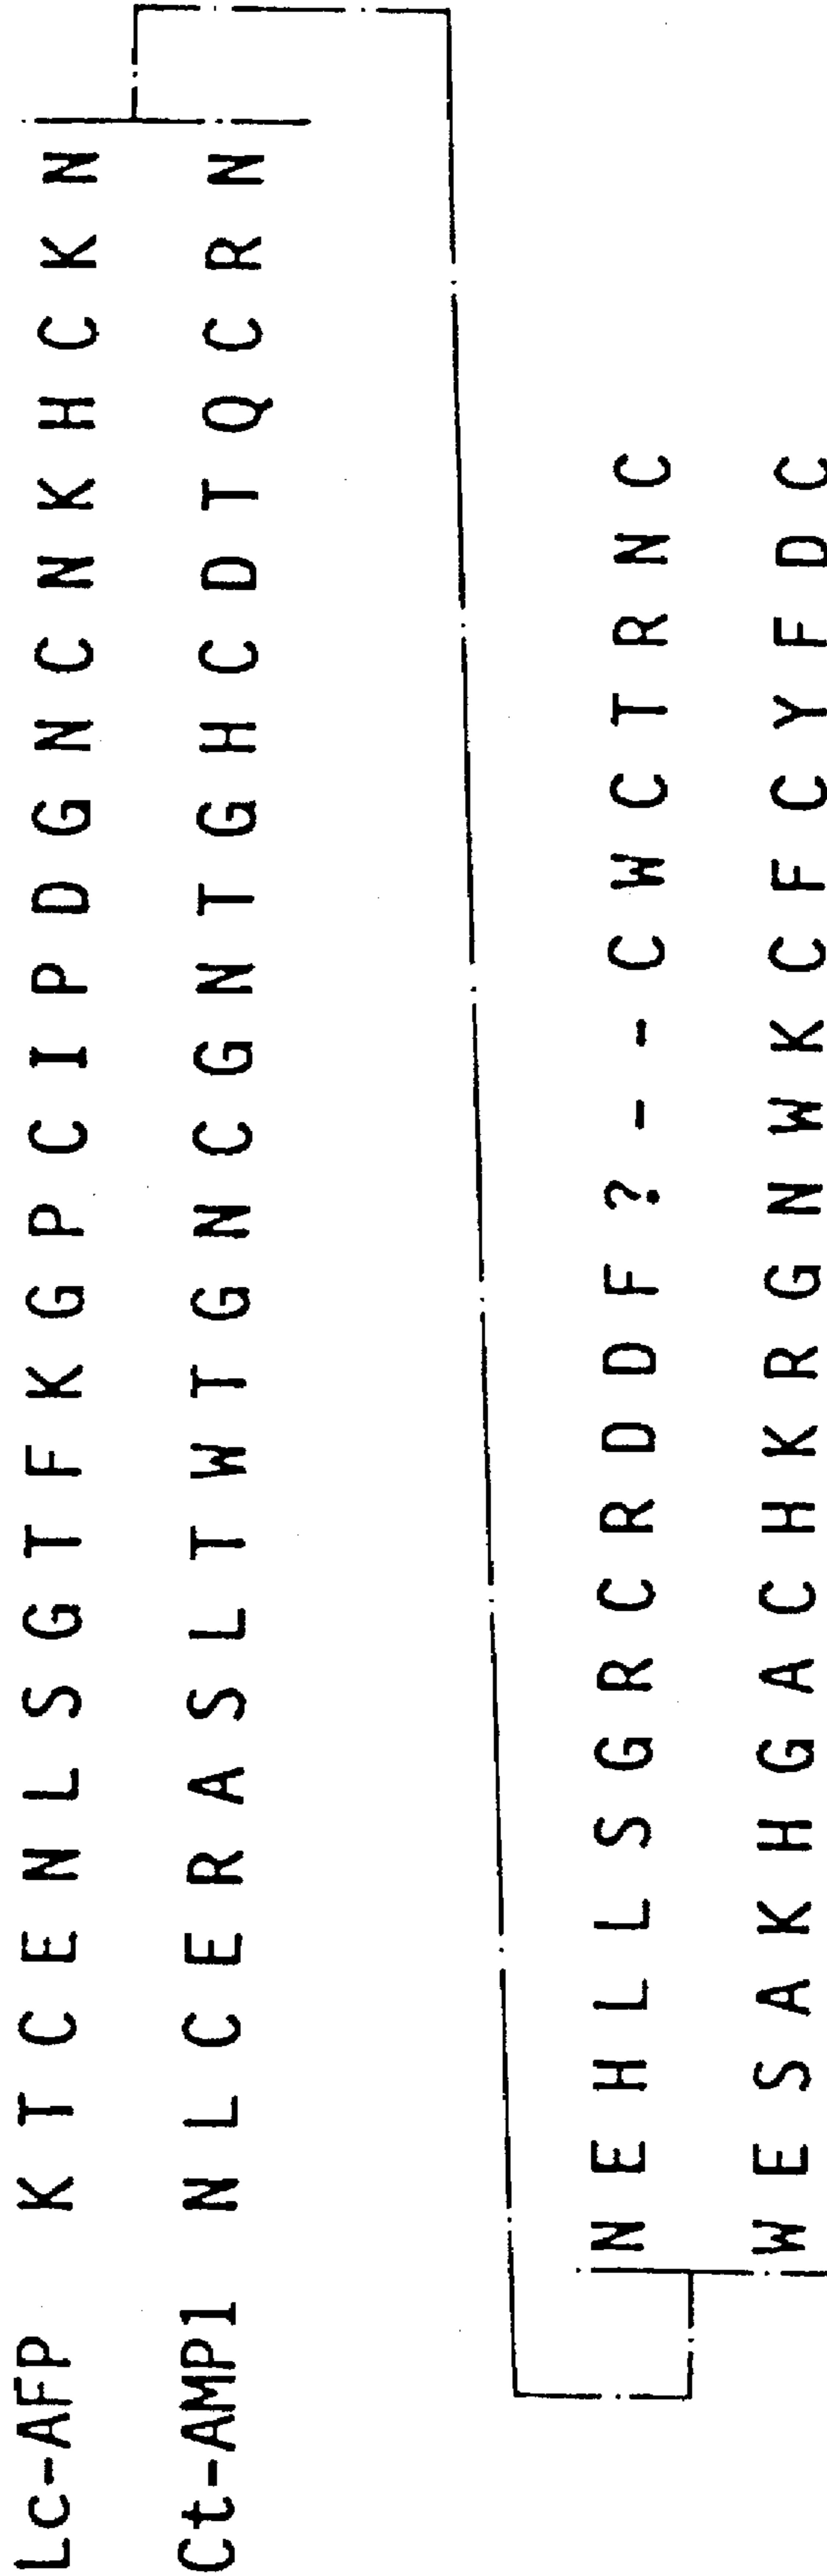 Lc-AFP K T C E N L S G T F K G P C I P D G N C N K H C K N
Ct-AMP1 N L C E R A S L T W T G N C G N T G H C D T Q C R N
N E H L L S G R C R D D F ? - - C W C T R N C
W E S A K H G A C H K R G N W K C F C Y F D C